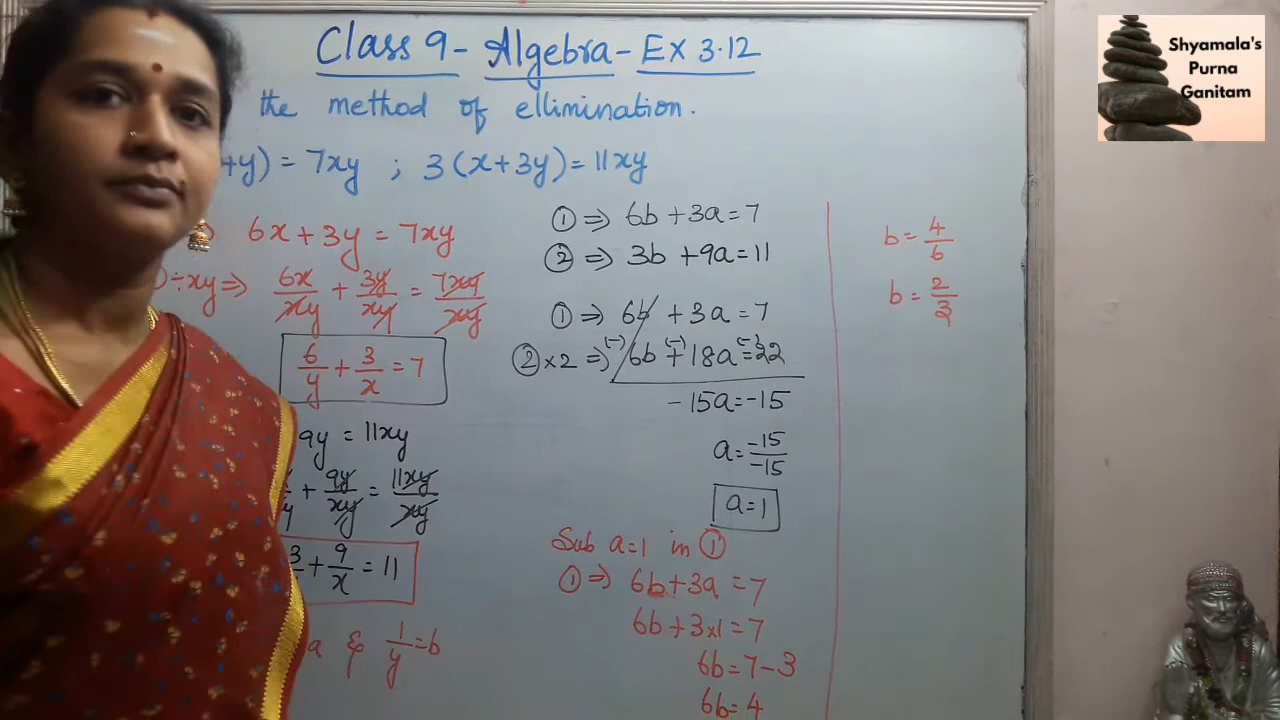 Class 9 - Algebra - EX 3.12
the method of ellimination.
+y) = 7xy ; 3(x+3y) = 11xy
⇒ 6x + 3y = 7xy
÷xy ⇒ 6x/xy + 3y/xy = 7xy/xy
6/y + 3/x = 7
9y = 11xy
+ 9y/xy = 11xy/xy
3/ + 9/x = 11
a & 1/y = b
① ⇒ 6b + 3a = 7
② ⇒ 3b + 9a = 11
① ⇒ 6b + 3a = 7
② × 2 ⇒ (-) 6b (-) + 18a (-) = 22
-15a = -15
a = -15/-15
a = 1
Sub a=1 in ①
① ⇒ 6b + 3a = 7
6b + 3×1 = 7
6b = 7 - 3
6b = 4
b = 4/6
b = 2/3
Shyamala's
Purna
Ganitam